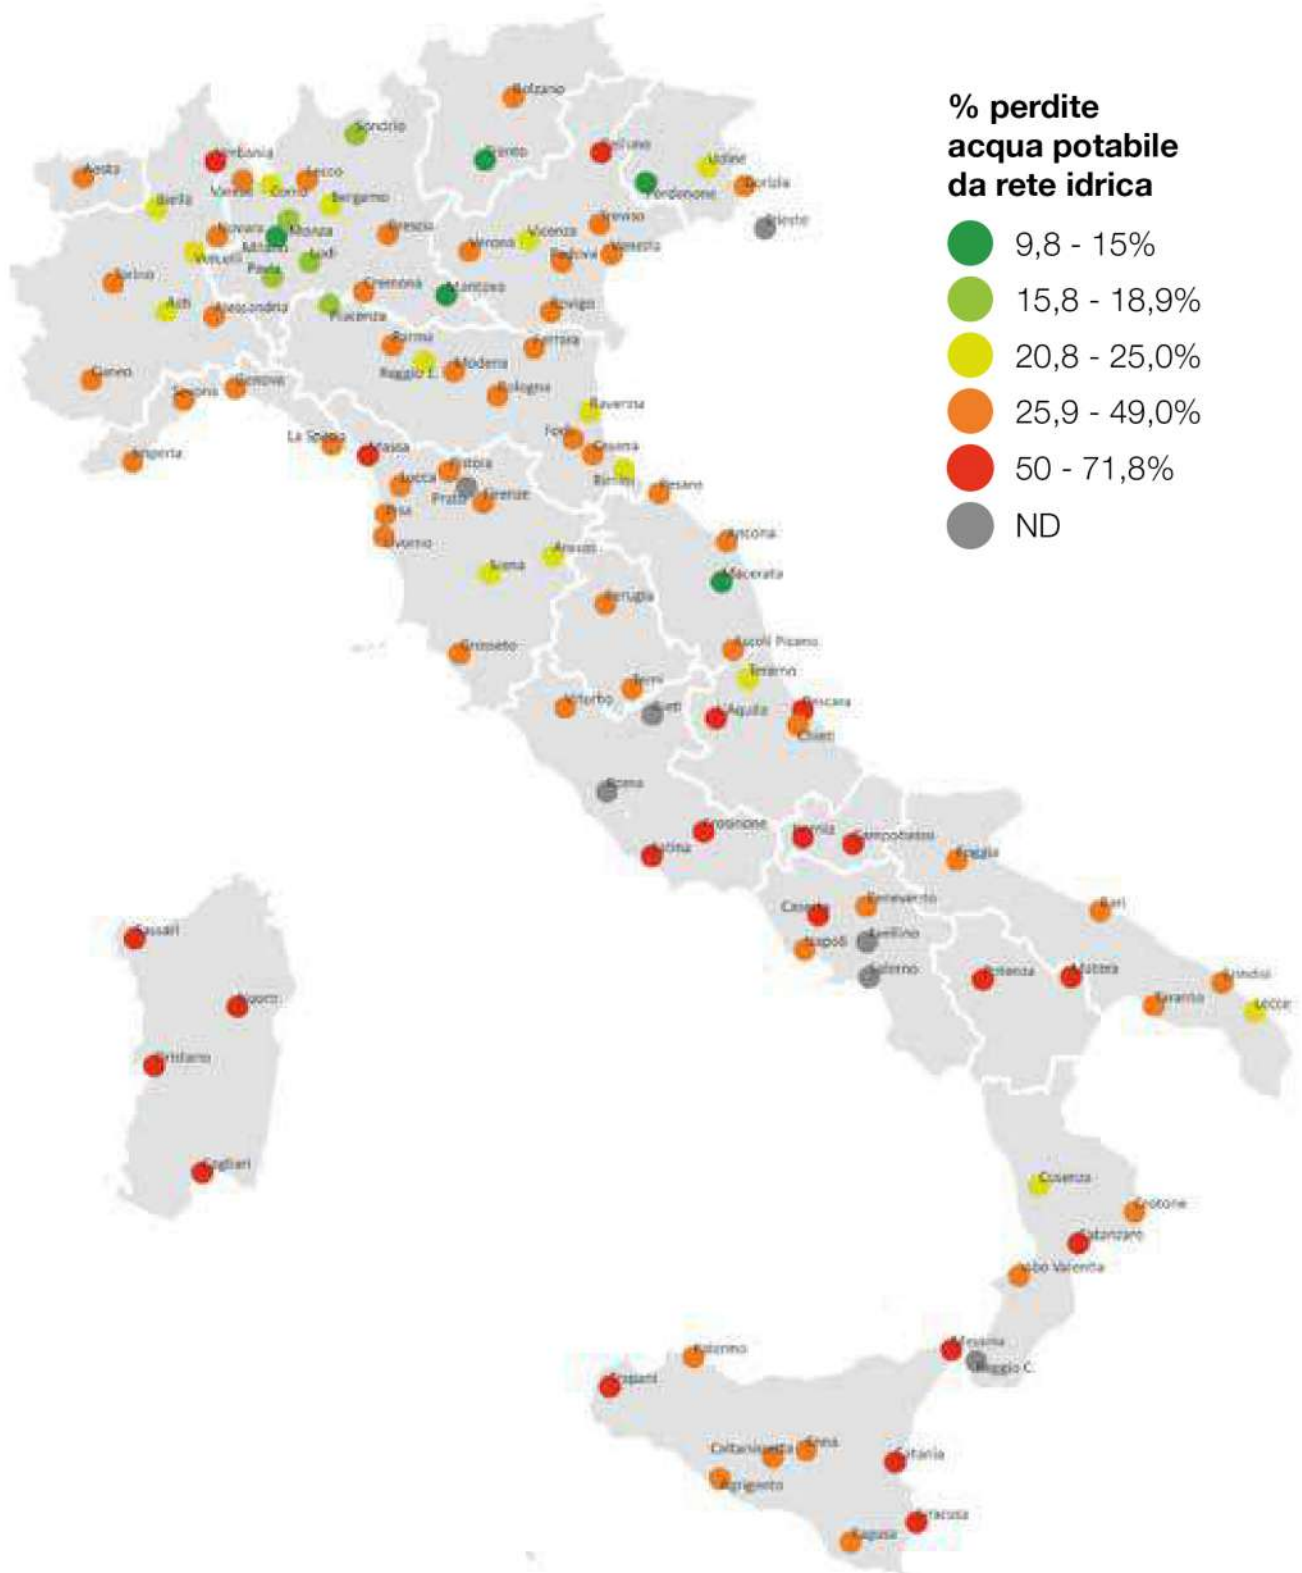 % perdite
acqua potabile
da rete idrica
9,8 - 15%
15,8 - 18,9%
20,8 - 25,0%
25,9 - 49,0%
50 - 71,8%
ND
Bolzano
Sondrio
Trento
Belluno
Udine
Verbania
Aosta
Lecco
Varese
Como
Pordenone
Gorizia
Biella
Bergamo
Treviso
Trieste
Novara
Monza
Brescia
Vicenza
Milano
Verona
Venezia
Vercelli
Lodi
Padova
Pavia
Torino
Cremona
Mantova
Asti
Alessandria
Piacenza
Rovigo
Parma
Ferrara
Cuneo
Reggio E.
Modena
Genova
Savona
Bologna
Ravenna
La Spezia
Forlì
Massa
Cesena
Imperia
Pistoia
Lucca
Rimini
Pesaro
Prato
Firenze
Pisa
Ancona
Livorno
Arezzo
Siena
Macerata
Perugia
Grosseto
Ascoli Piceno
Teramo
Terni
Viterbo
Rieti
L'Aquila
Pescara
Chieti
Roma
Frosinone
Latina
Isernia
Campobasso
Foggia
Caserta
Benevento
Bari
Sassari
Napoli
Avellino
Salerno
Potenza
Matera
Brindisi
Nuoro
Taranto
Lecce
Oristano
Cagliari
Cosenza
Crotone
Catanzaro
Vibo Valentia
Messina
Palermo
Reggio C.
Trapani
Caltanissetta
Enna
Catania
Agrigento
Siracusa
Ragusa